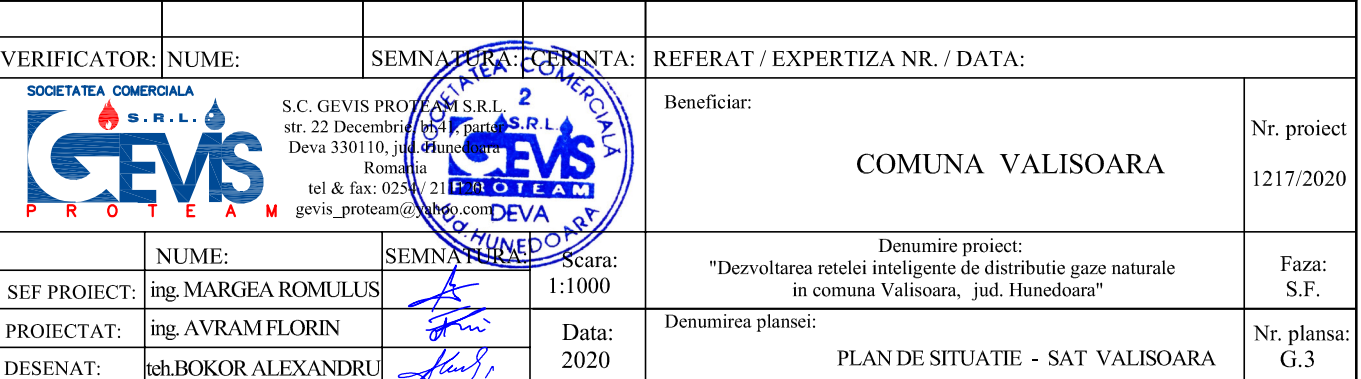 VERIFICATOR: NUME: SEMNATURA: CERINTA: REFERAT / EXPERTIZA NR. / DATA:
SOCIETATEA COMERCIALA
S.R.L.
GEVIS
PROTEAM
S.C. GEVIS PROTEAM S.R.L.
str. 22 Decembrie, bl.41, parter
Deva 330110, jud. Hunedoara
Romania
tel & fax: 0254 /
gevis_proteam@yahoo.com
SOCIETATEA COMERCIALĂ
2
S.R.L.
GEVIS
PROTEAM
DEVA
jud. HUNEDOARA
Beneficiar:
COMUNA VALISOARA
Nr. proiect
1217/2020
NUME: SEMNATURA:
SEF PROIECT: ing. MARGEA ROMULUS
PROIECTAT: ing. AVRAM FLORIN
DESENAT: teh.BOKOR ALEXANDRU
Scara:
1:1000
Data:
2020
Denumire proiect:
"Dezvoltarea retelei inteligente de distributie gaze naturale
in comuna Valisoara, jud. Hunedoara"
Faza:
S.F.
Denumirea plansei:
PLAN DE SITUATIE - SAT VALISOARA
Nr. plansa:
G.3